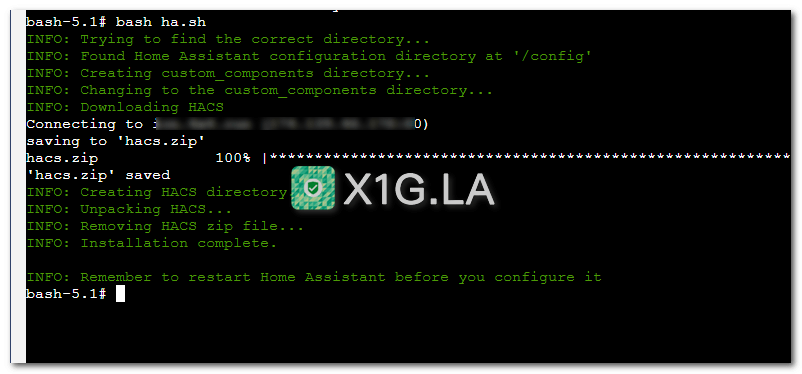 bash-5.1# bash ha.sh
INFO: Trying to find the correct directory...
INFO: Found Home Assistant configuration directory at '/config'
INFO: Creating custom_components directory...
INFO: Changing to the custom_components directory...
INFO: Downloading HACS
Connecting to 0)
saving to 'hacs.zip'
hacs.zip 100% |***********************************************************
'hacs.zip' saved
INFO: Creating HACS directory
INFO: Unpacking HACS...
INFO: Removing HACS zip file...
INFO: Installation complete.
X1G.LA
INFO: Remember to restart Home Assistant before you configure it
bash-5.1#